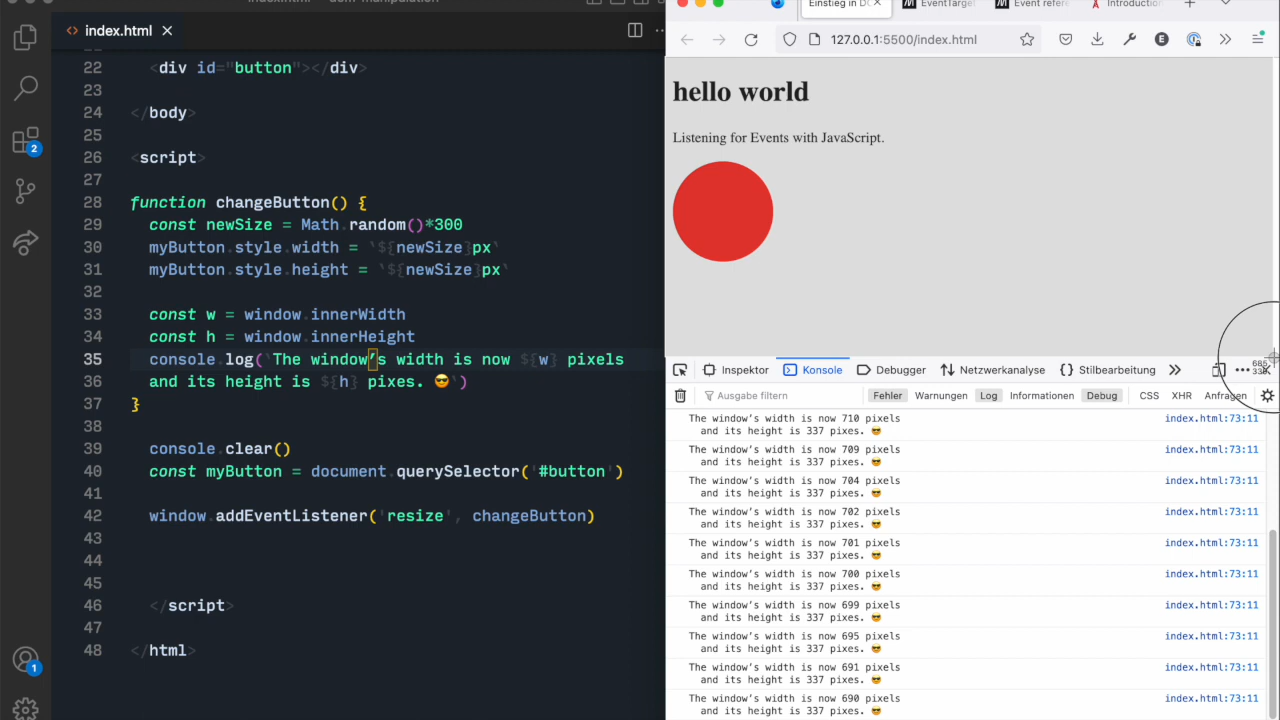 index.html — dom-manipulation
index.html
22 <div id="button"></div>
23
24 </body>
25
26 <script>
27
28 function changeButton() {
29 const newSize = Math.random()*300
30 myButton.style.width = `${newSize}px`
31 myButton.style.height = `${newSize}px`
32
33 const w = window.innerWidth
34 const h = window.innerHeight
35 console.log(`The window’s width is now ${w} pixels
36 and its height is ${h} pixes. 😎`)
37 }
38
39 console.clear()
40 const myButton = document.querySelector('#button')
41
42 window.addEventListener('resize', changeButton)
43
44
45
46 </script>
47
48 </html>
2
1
Einstieg in DO
EventTarget
Event refere
Introduction
127.0.0.1:5500/index.html
E
hello world
Listening for Events with JavaScript.
685
338
Inspektor Konsole Debugger Netzwerkanalyse Stilbearbeitung
Ausgabe filtern Fehler Warnungen Log Informationen Debug CSS XHR Anfragen
The window’s width is now 710 pixels index.html:73:11
and its height is 337 pixes. 😎
The window’s width is now 709 pixels index.html:73:11
and its height is 337 pixes. 😎
The window’s width is now 704 pixels index.html:73:11
and its height is 337 pixes. 😎
The window’s width is now 702 pixels index.html:73:11
and its height is 337 pixes. 😎
The window’s width is now 701 pixels index.html:73:11
and its height is 337 pixes. 😎
The window’s width is now 700 pixels index.html:73:11
and its height is 337 pixes. 😎
The window’s width is now 699 pixels index.html:73:11
and its height is 337 pixes. 😎
The window’s width is now 695 pixels index.html:73:11
and its height is 337 pixes. 😎
The window’s width is now 691 pixels index.html:73:11
and its height is 337 pixes. 😎
The window’s width is now 690 pixels index.html:73:11
and its height is 337 pixes. 😎